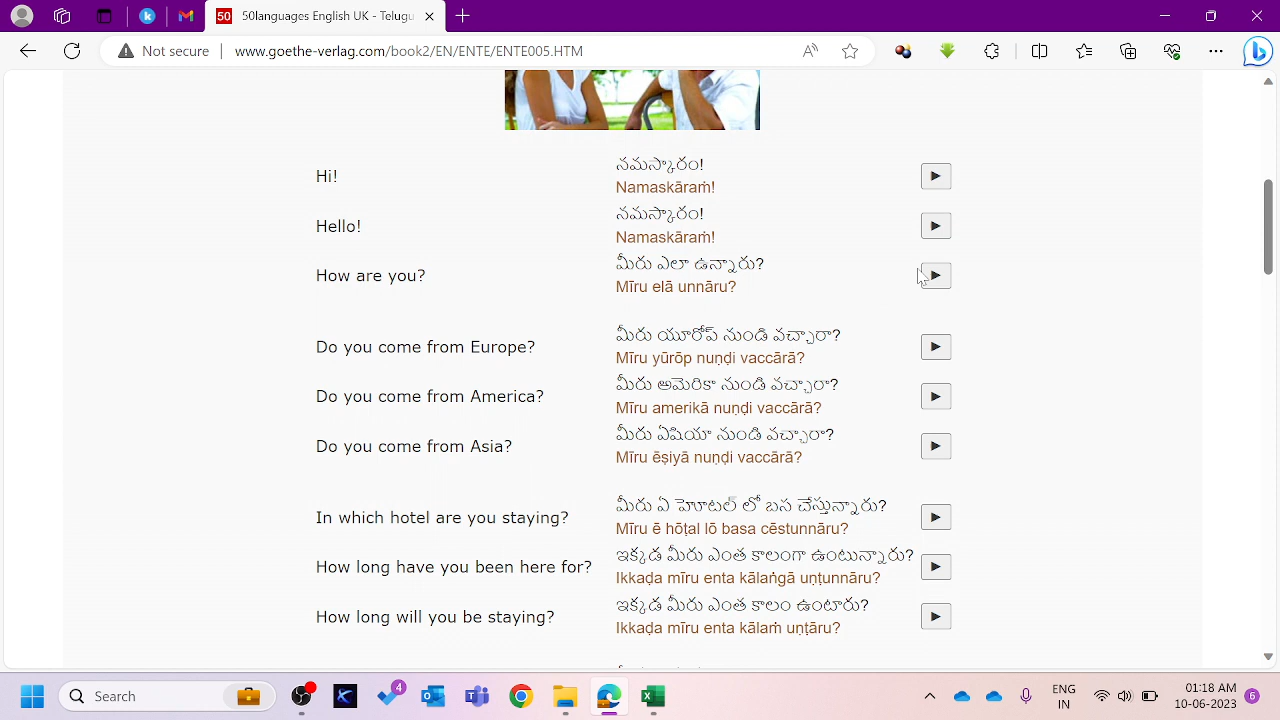 50 50languages English UK - Telugu
Not secure www.goethe-verlag.com/book2/EN/ENTE/ENTE005.HTM
Hi!
నమస్కారం!
Namaskāraṁ!
Hello!
నమస్కారం!
Namaskāraṁ!
How are you?
మీరు ఎలా ఉన్నారు?
Mīru elā unnāru?
Do you come from Europe?
మీరు యూరోప్ నుండి వచ్చారా?
Mīru yūrōp nuṇḍi vaccārā?
Do you come from America?
మీరు అమెరికా నుండి వచ్చారా?
Mīru amerikā nuṇḍi vaccārā?
Do you come from Asia?
మీరు ఏషియా నుండి వచ్చారా?
Mīru ēṣiyā nuṇḍi vaccārā?
In which hotel are you staying?
మీరు ఏ హోటల్ లో బస చేస్తున్నారు?
Mīru ē hōṭal lō basa cēstunnāru?
How long have you been here for?
ఇక్కడ మీరు ఎంత కాలంగా ఉంటున్నారు?
Ikkaḍa mīru enta kālaṅgā uṇṭunnāru?
How long will you be staying?
ఇక్కడ మీరు ఎంత కాలం ఉంటారు?
Ikkaḍa mīru enta kālaṁ uṇṭāru?
Search
4
ENG
IN
01:18 AM
10-06-2023
6